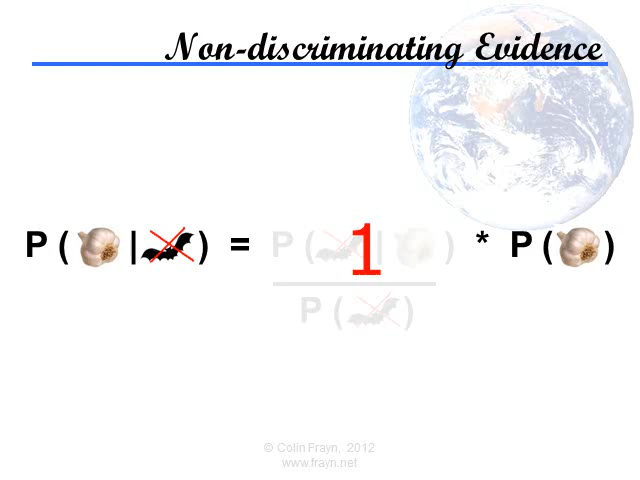 Non-discriminating Evidence
P ( | ) = P ( | ) * P ( )
1
P ( )
© Colin Frayn, 2012
www.frayn.net